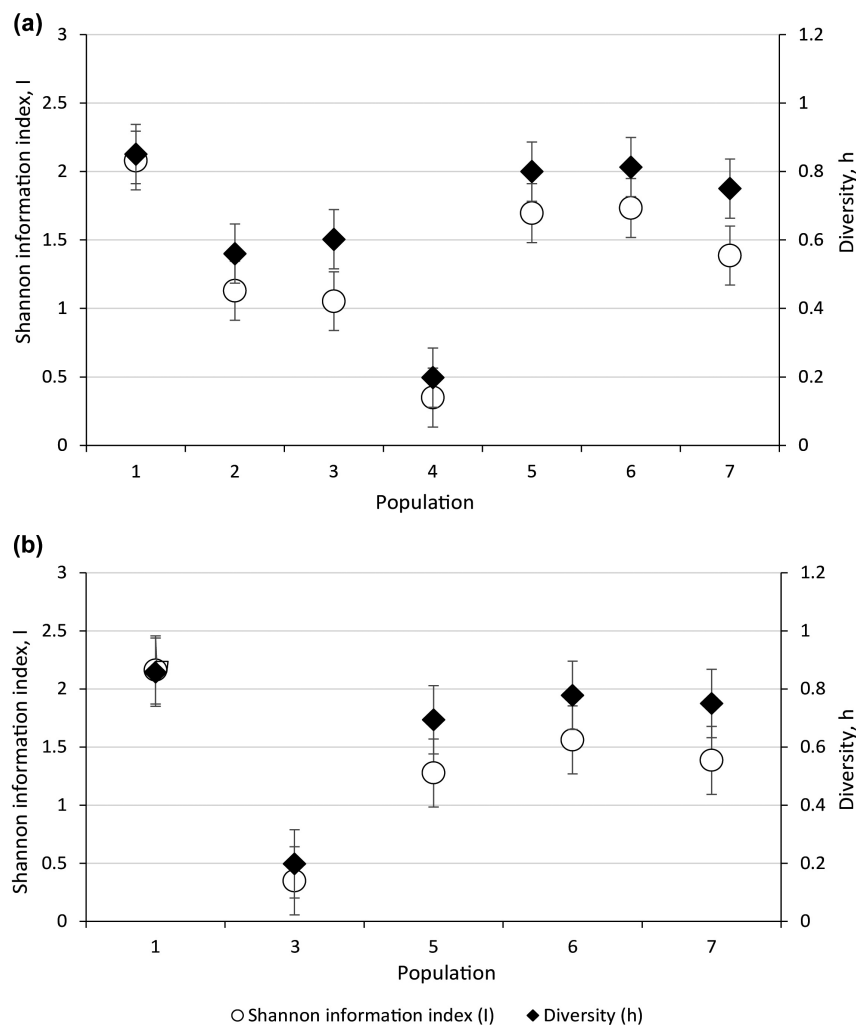 (a)
3
2.5
2
1.5
1
0.5
0
Shannon information index, I
1.2
1
0.8
0.6
0.4
0.2
0
Diversity, h
1 2 3 4 5 6 7
Population
(b)
3
2.5
2
1.5
1
0.5
0
Shannon information index, I
1.2
1
0.8
0.6
0.4
0.2
0
Diversity, h
1 3 5 6 7
Population
Shannon information index (I) Diversity (h)